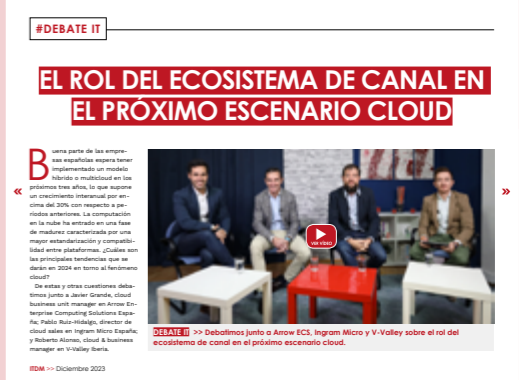 #DEBATE IT
EL ROL DEL ECOSISTEMA DE CANAL EN
EL PRÓXIMO ESCENARIO CLOUD
Buena parte de las empre-
sas españolas espera tener
implementado un modelo
híbrido o multicloud en los
próximos tres años, lo que supone
un crecimiento interanual por en-
cima del 30% con respecto a pe-
ríodos anteriores. La computación
en la nube ha entrado en una fase
de madurez caracterizada por una
mayor estandarización y compatibi-
lidad entre plataformas. ¿Cuáles son
las principales tendencias que se
darán en 2024 en torno al fenómeno
cloud?
De estas y otras cuestiones deba-
timos junto a Javier Grande, cloud
business unit manager en Arrow En-
terprise Computing Solutions Espa-
ña; Pablo Ruiz-Hidalgo, director de
cloud sales en Ingram Micro España;
y Roberto Alonso, cloud & business
manager en V-Valley Iberia.
«
»
VER VÍDEO
DEBATE IT >> Debatimos junto a Arrow ECS, Ingram Micro y V-Valley sobre el rol del
ecosistema de canal en el próximo escenario cloud.
ITDM >> Diciembre 2023